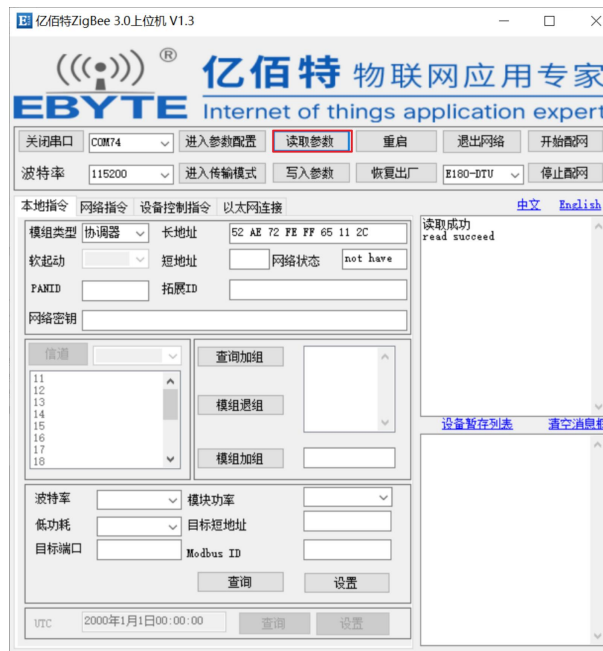 亿佰特ZigBee 3.0上位机 V1.3
®
亿佰特 物联网应用专家
EBYTE Internet of things application expert
关闭串口 COM74 进入参数配置 读取参数 重启 退出网络 开始配网
波特率 115200 进入传输模式 写入参数 恢复出厂 E180-DTU 停止配网
本地指令 网络指令 设备控制指令 以太网连接 中文 English
模组类型 协调器 长地址 52 AE 72 FE FF 65 11 2C
读取成功
read succeed
软起动 短地址 网络状态 not have
PANID 拓展ID
网络密钥
信道 查询加组
11
12
13
14
15
16
17
18
模组退组
模组加组
设备暂存列表 清空消息框
波特率 模块功率
低功耗 目标短地址
目标端口 Modbus ID
查询 设置
UTC 2000年1月1日00:00:00 查询 设置